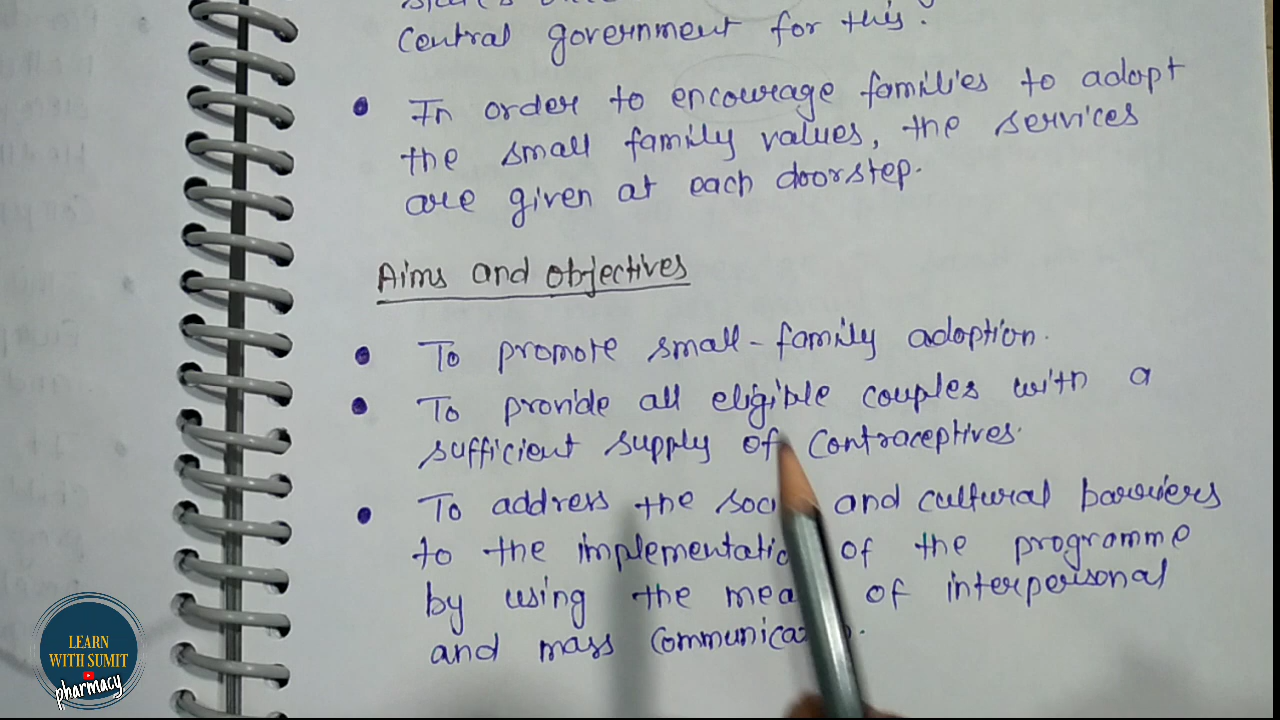 Central government for this.
• In order to encourage families to adopt
the small family values, the services
are given at each doorstep.
Aims and objectives
• To promote small-family adoption.
• To provide all eligible couples with a
sufficient supply of contraceptives.
• To address the social and cultural barriers
to the implementation of the programme
by using the means of interpersonal
and mass communication.
LEARN
WITH SUMIT
pharmacy